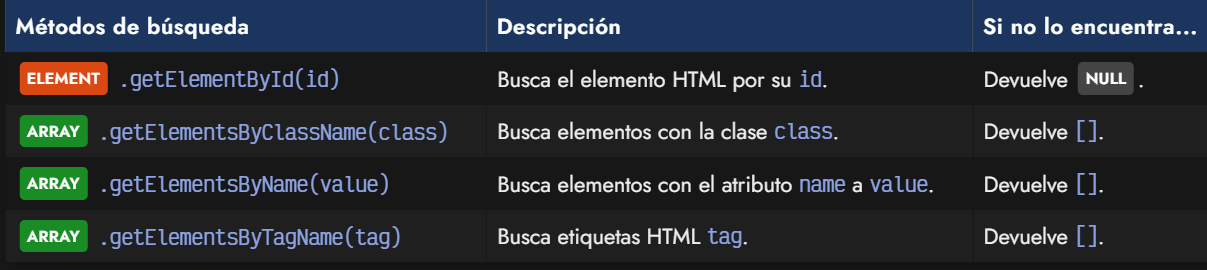 Métodos de búsqueda Descripción Si no lo encuentra...
ELEMENT .getElementById(id) Busca el elemento HTML por su id. Devuelve NULL .
ARRAY .getElementsByClassName(class) Busca elementos con la clase class. Devuelve [].
ARRAY .getElementsByName(value) Busca elementos con el atributo name a value. Devuelve [].
ARRAY .getElementsByTagName(tag) Busca etiquetas HTML tag. Devuelve [].